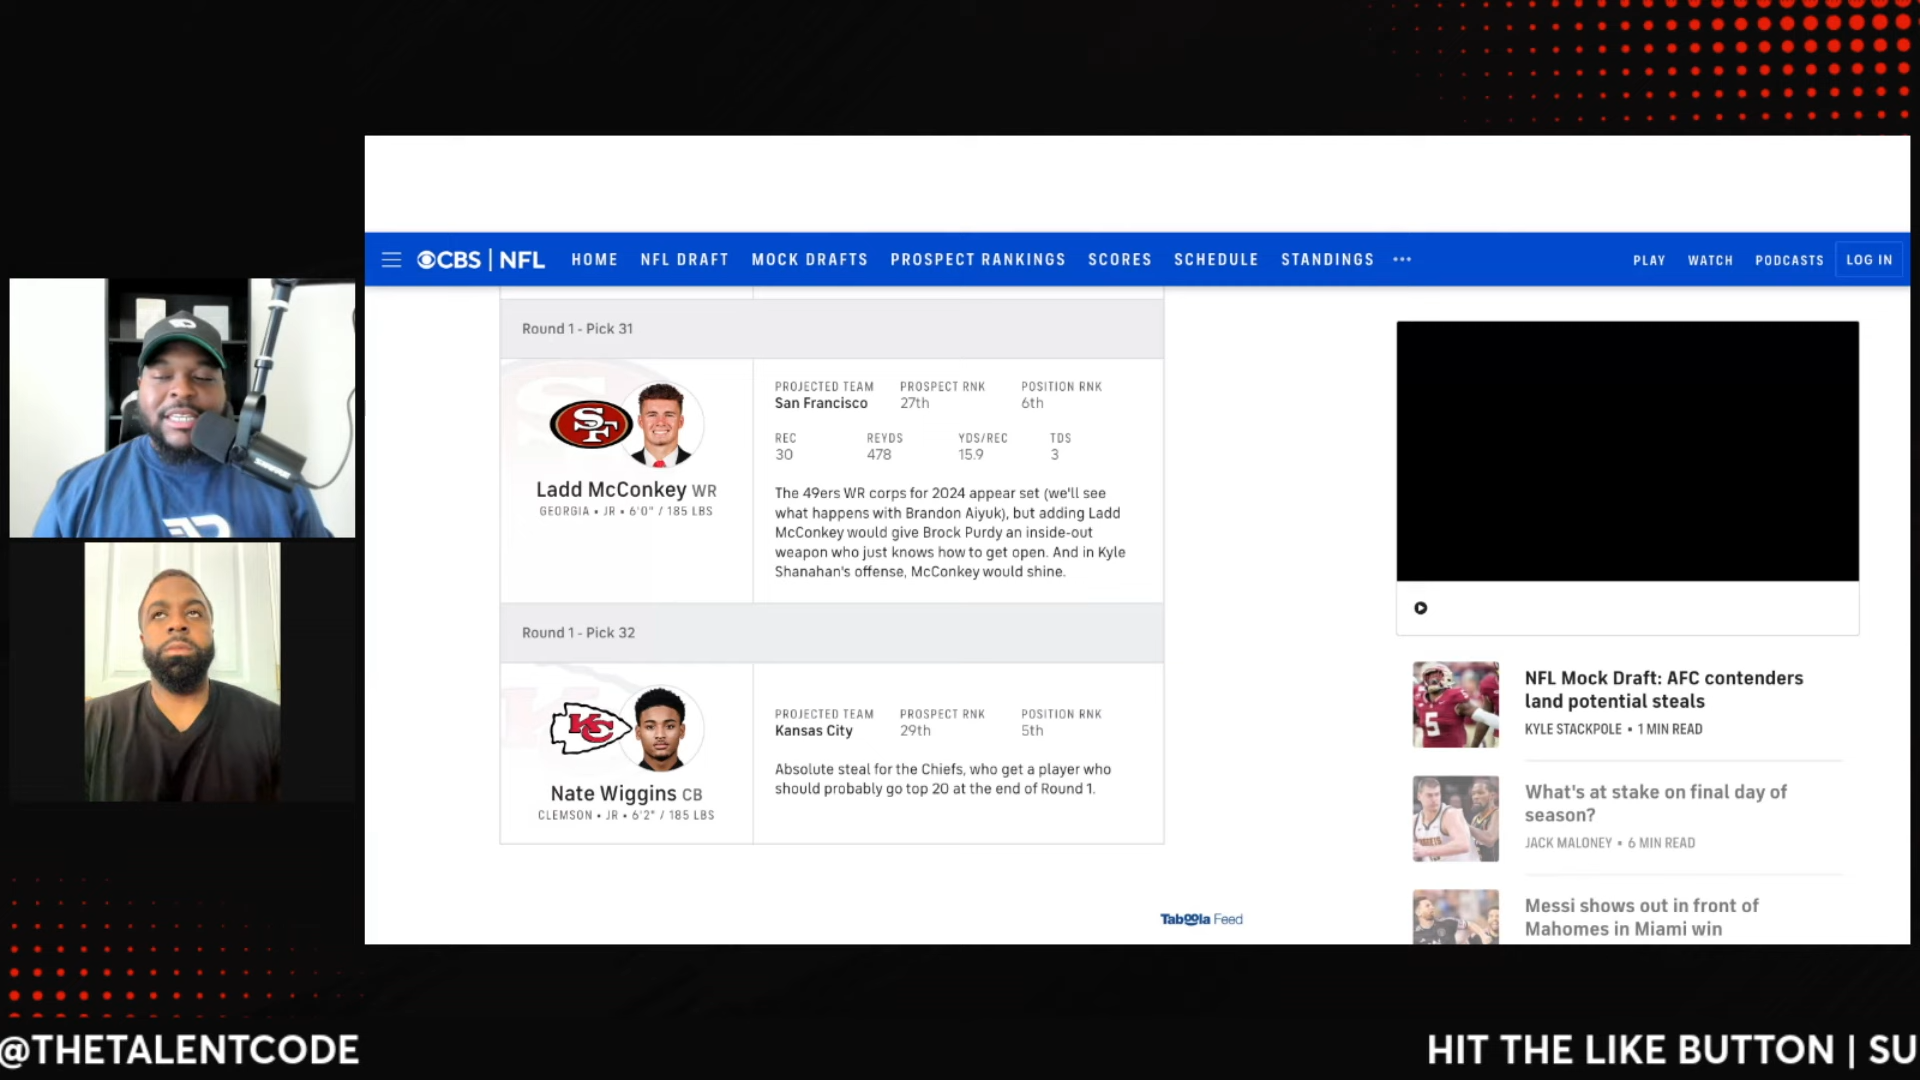 CBS | NFL HOME NFL DRAFT MOCK DRAFTS PROSPECT RANKINGS SCORES SCHEDULE STANDINGS ••• PLAY WATCH PODCASTS LOG IN
Round 1 - Pick 31
SF
Ladd McConkey WR
GEORGIA • JR • 6'0" / 185 LBS
PROJECTED TEAM PROSPECT RNK POSITION RNK
San Francisco 27th 6th
REC REYDS YDS/REC TDS
30 478 15.9 3
The 49ers WR corps for 2024 appear set (we'll see
what happens with Brandon Aiyuk), but adding Ladd
McConkey would give Brock Purdy an inside-out
weapon who just knows how to get open. And in Kyle
Shanahan's offense, McConkey would shine.
Round 1 - Pick 32
KC
Nate Wiggins CB
CLEMSON • JR • 6'2" / 185 LBS
PROJECTED TEAM PROSPECT RNK POSITION RNK
Kansas City 29th 5th
Absolute steal for the Chiefs, who get a player who
should probably go top 20 at the end of Round 1.
Taboola Feed
NFL Mock Draft: AFC contenders
land potential steals
KYLE STACKPOLE • 1 MIN READ
What's at stake on final day of
season?
JACK MALONEY • 6 MIN READ
Messi shows out in front of
Mahomes in Miami win
SHURE
@THETALENTCODE
HIT THE LIKE BUTTON | SU